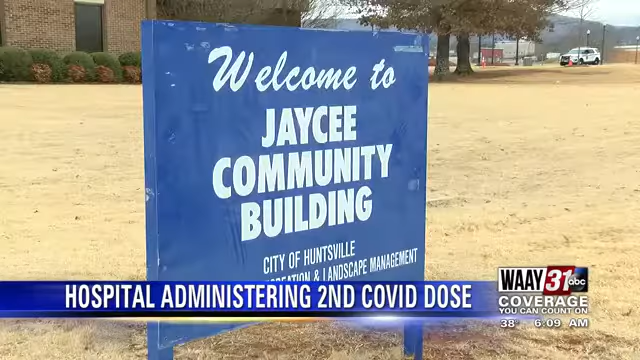 Welcome to
JAYCEE
COMMUNITY
BUILDING
CITY OF HUNTSVILLE
& LANDSCAPE MANAGEMENT
HOSPITAL ADMINISTERING 2ND COVID DOSE
WAAY 31 abc
COVERAGE
YOU CAN COUNT ON
38° 6:09 AM